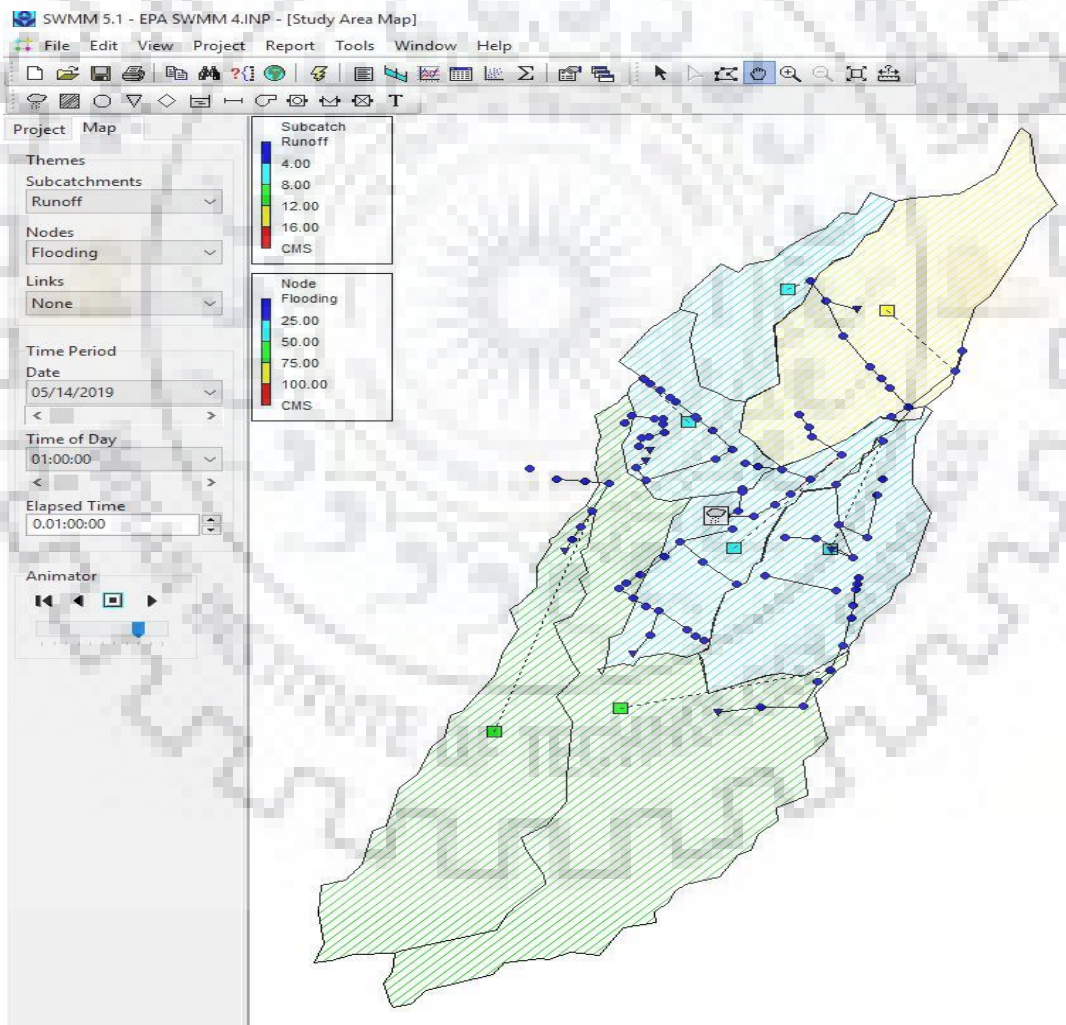 SWMM 5.1 - EPA SWMM 4.INP - [Study Area Map]
File Edit View Project Report Tools Window Help
T
Project Map
Themes
Subcatchments
Runoff
Nodes
Flooding
Links
None
Time Period
Date
05/14/2019
Time of Day
01:00:00
Elapsed Time
0.01:00:00
Animator
Subcatch
Runoff
4.00
8.00
12.00
16.00
CMS
Node
Flooding
25.00
50.00
75.00
100.00
CMS